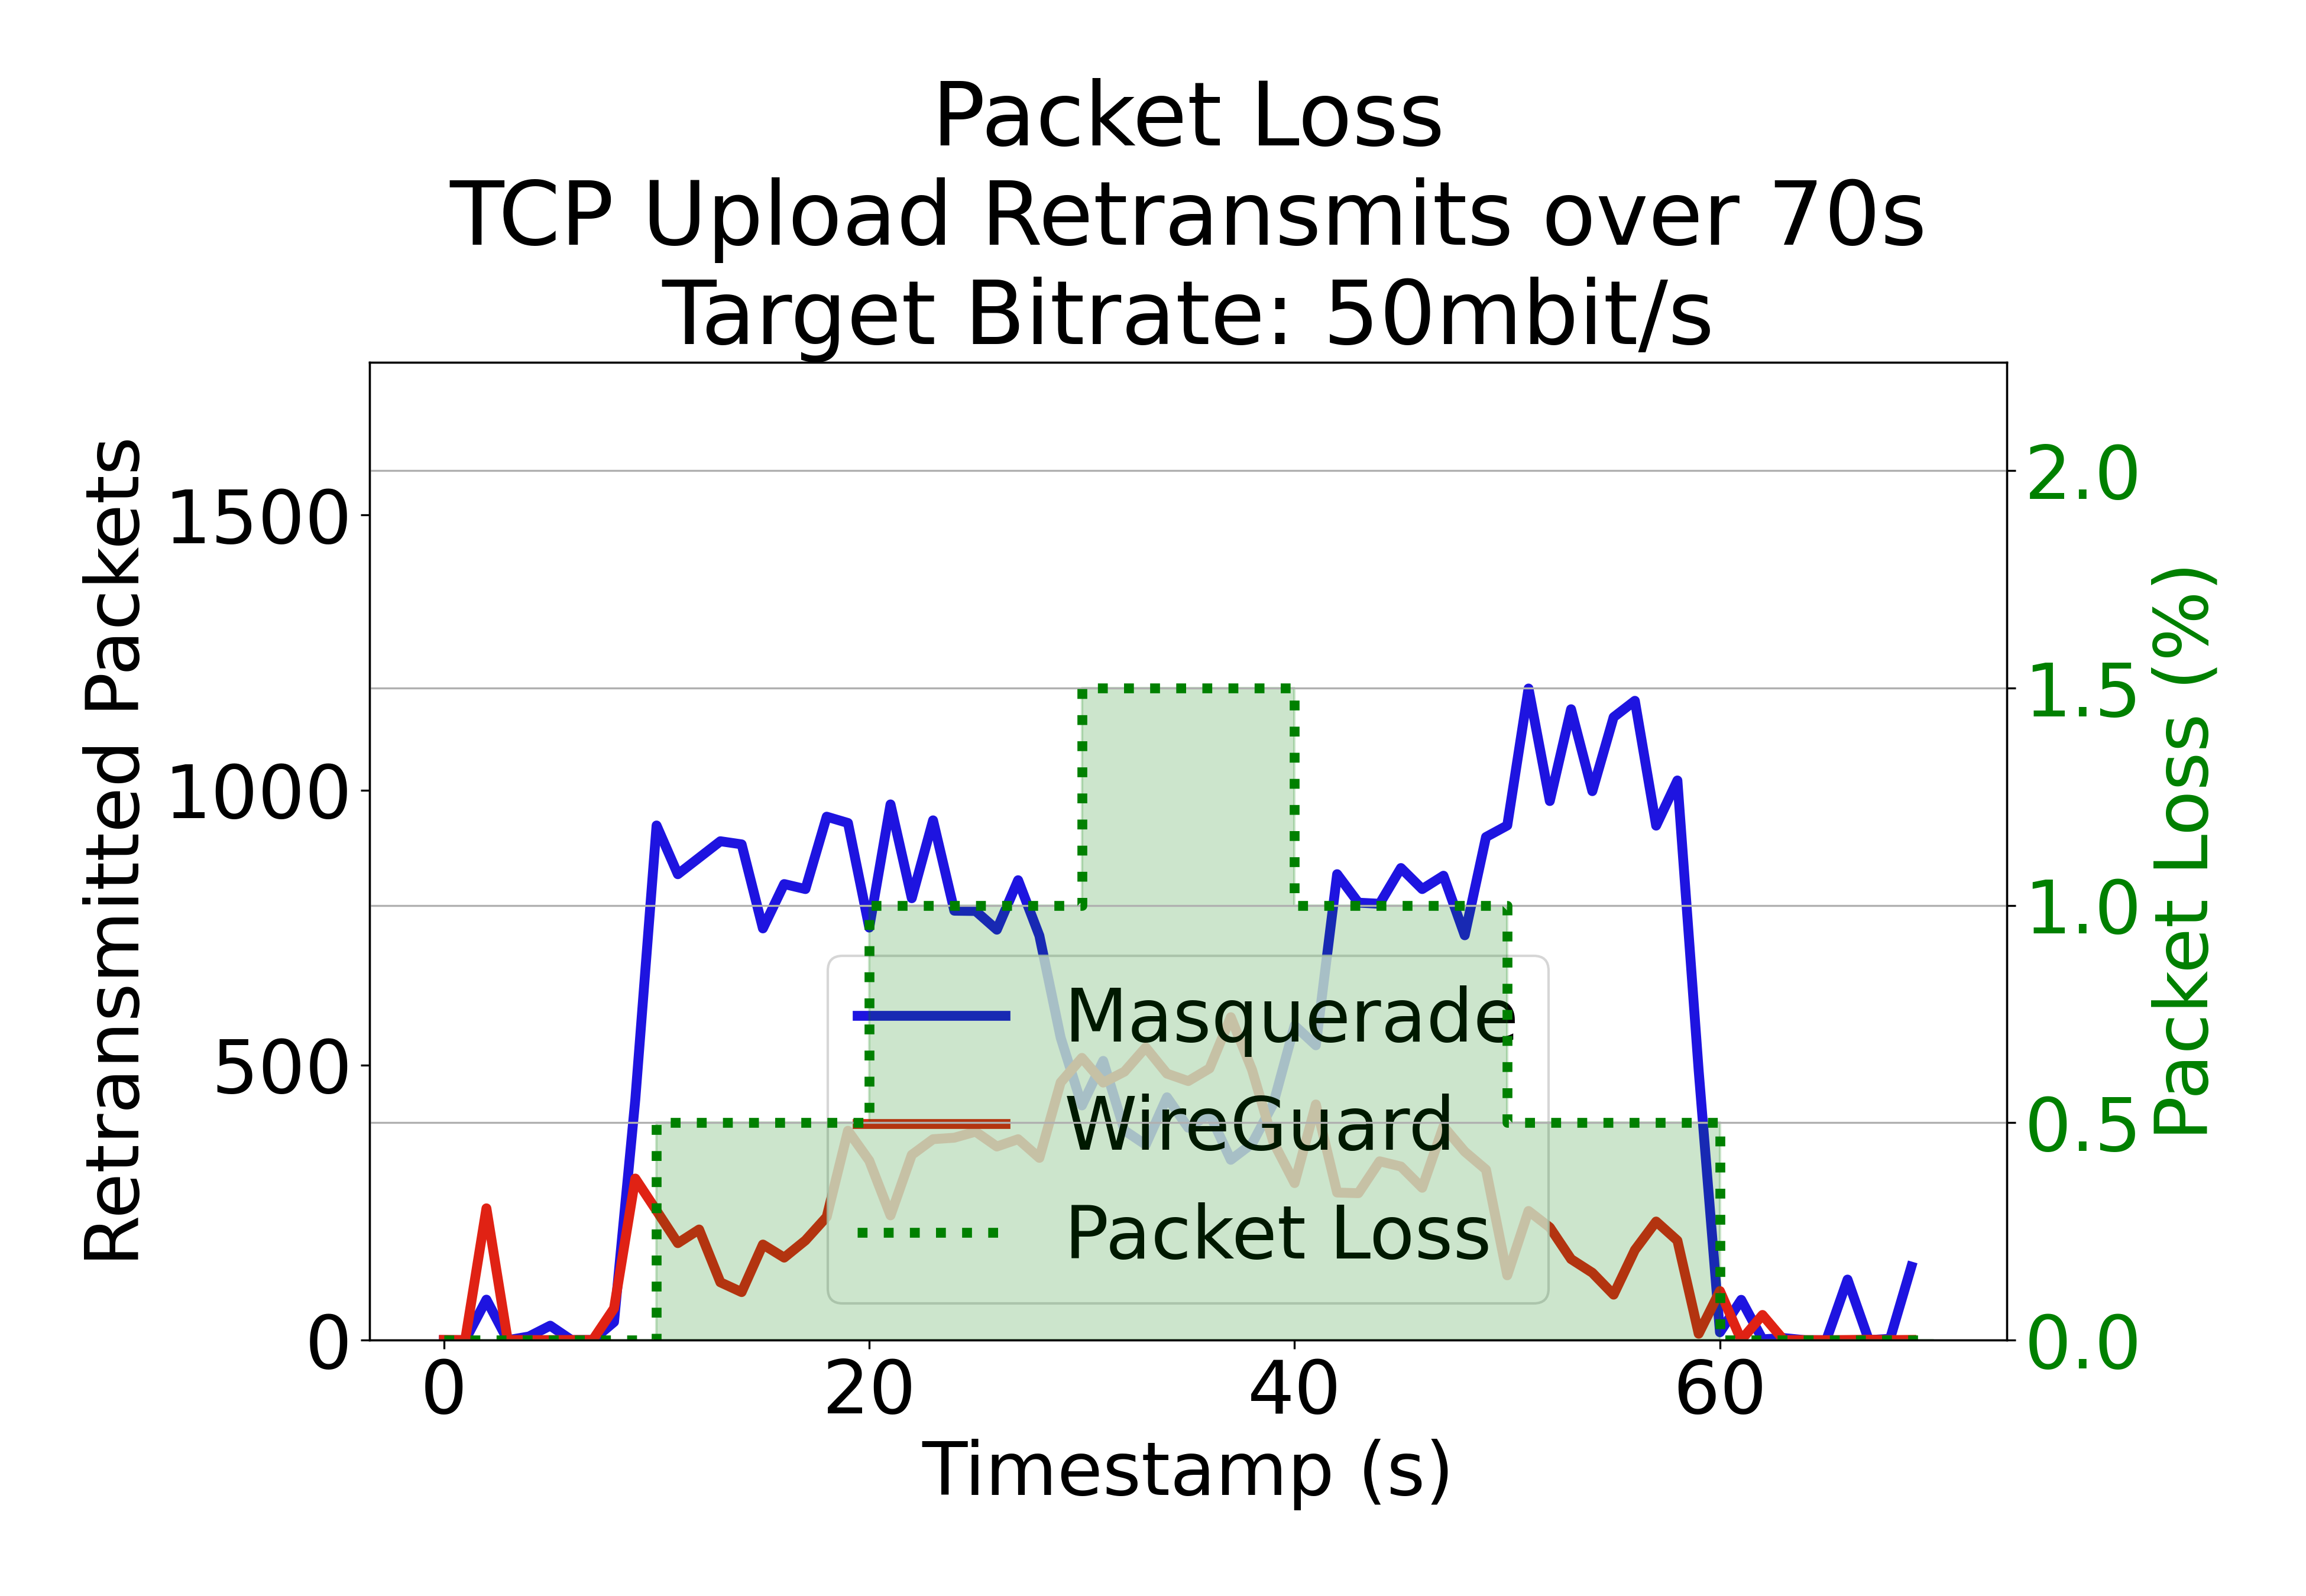 Packet Loss
TCP Upload Retransmits over 70s
Target Bitrate: 50mbit/s
Retransmitted Packets
1500
1000
500
0
2.0
1.5
1.0
0.5
0.0
Packet Loss (%)
Masquerade
WireGuard
Packet Loss
0
20
40
60
Timestamp (s)